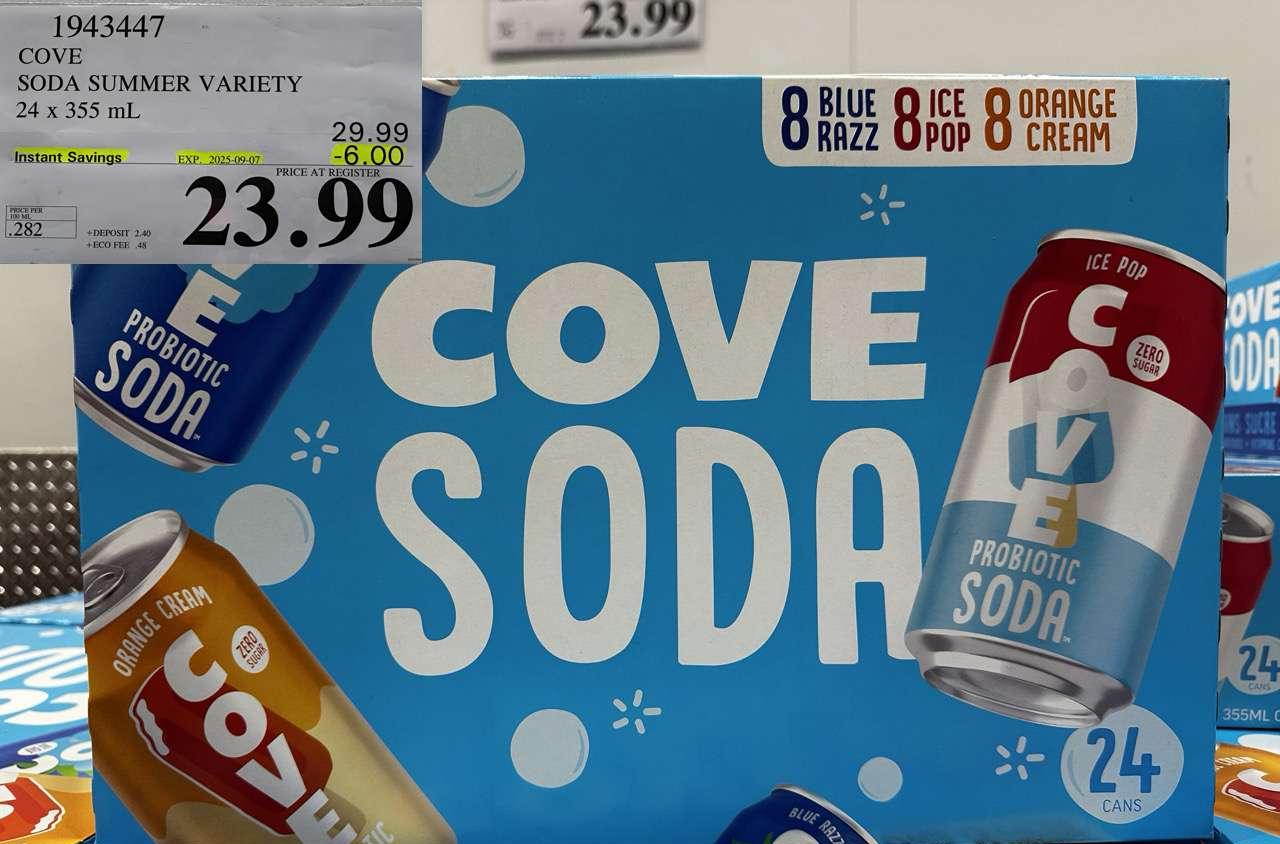 1943447
COVE
SODA SUMMER VARIETY
24 x 355 mL
29.99
Instant Savings EXP. 2025-09-07 -6.00
PRICE AT REGISTER
23.99
PRICE PER
100 ML
.282
+DEPOSIT 2.40
+ECO FEE .48
23.99
8 BLUE RAZZ 8 ICE POP 8 ORANGE CREAM
COVE
SODA
VE
PROBIOTIC
SODA
ORANGE CREAM
ZERO
SUGAR
COVE
ICE POP
ZERO
SUGAR
COVE
PROBIOTIC
SODA
24
CANS
BLUE RAZZ
COVE
SODA
24
CANS
355ML